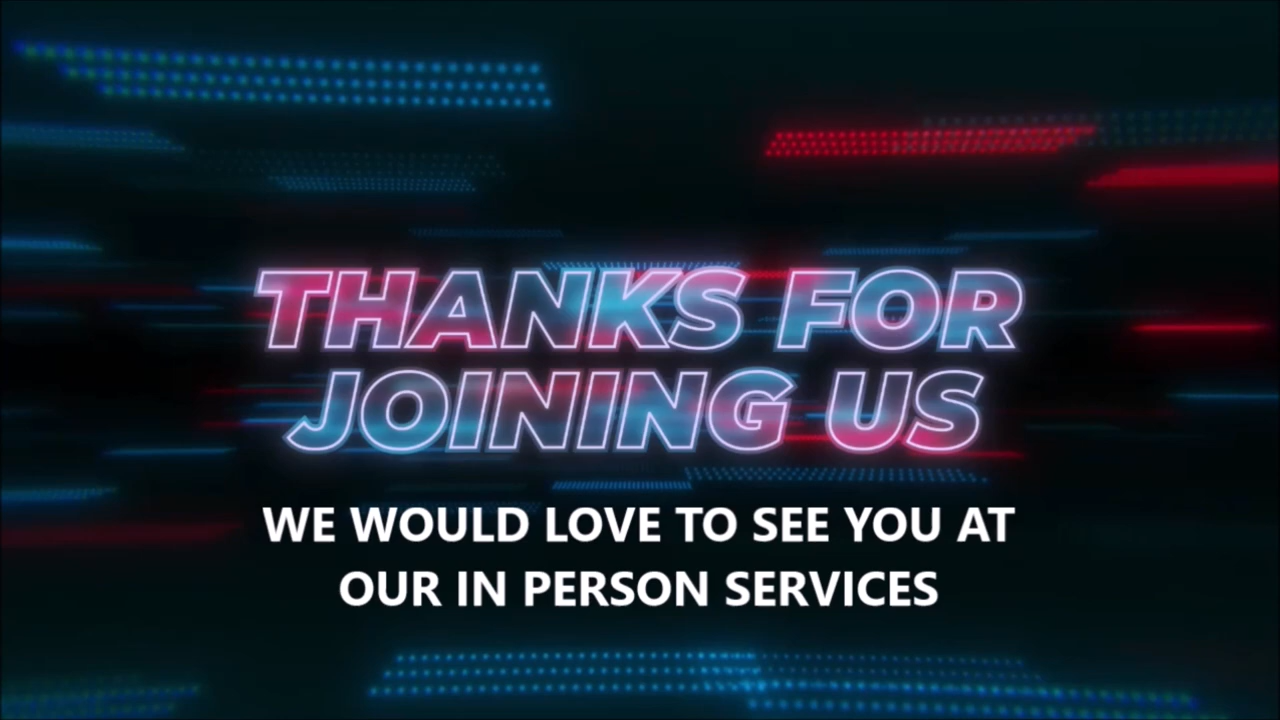 THANKS FOR
JOINING US
WE WOULD LOVE TO SEE YOU AT
OUR IN PERSON SERVICES